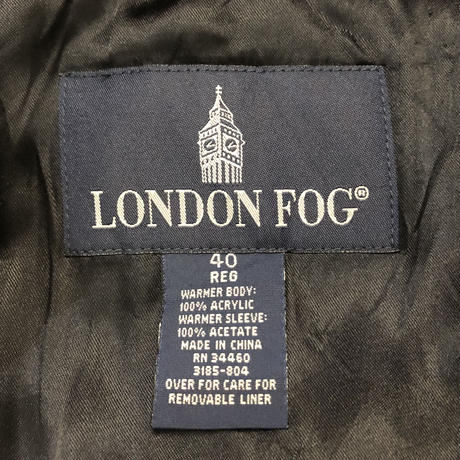 LONDON FOG®
40
REG
WARMER BODY:
100% ACRYLIC
WARMER SLEEVE:
100% ACETATE
MADE IN CHINA
RN 34460
3185-804
OVER FOR CARE FOR
REMOVABLE LINER